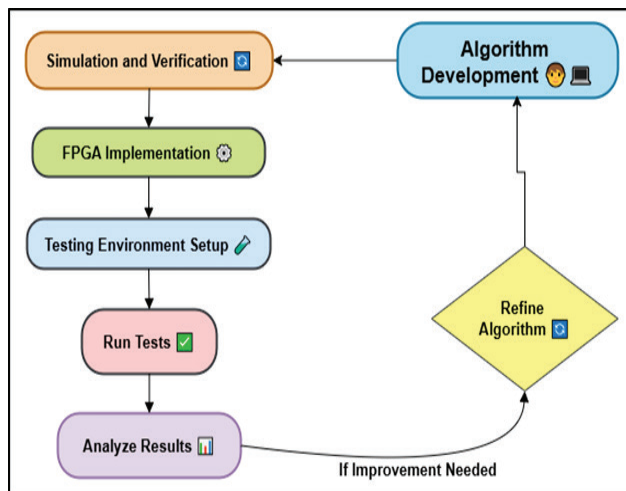 Algorithm
Development
Simulation and Verification
FPGA Implementation
Testing Environment Setup
Run Tests
Analyze Results
If Improvement Needed
Refine
Algorithm